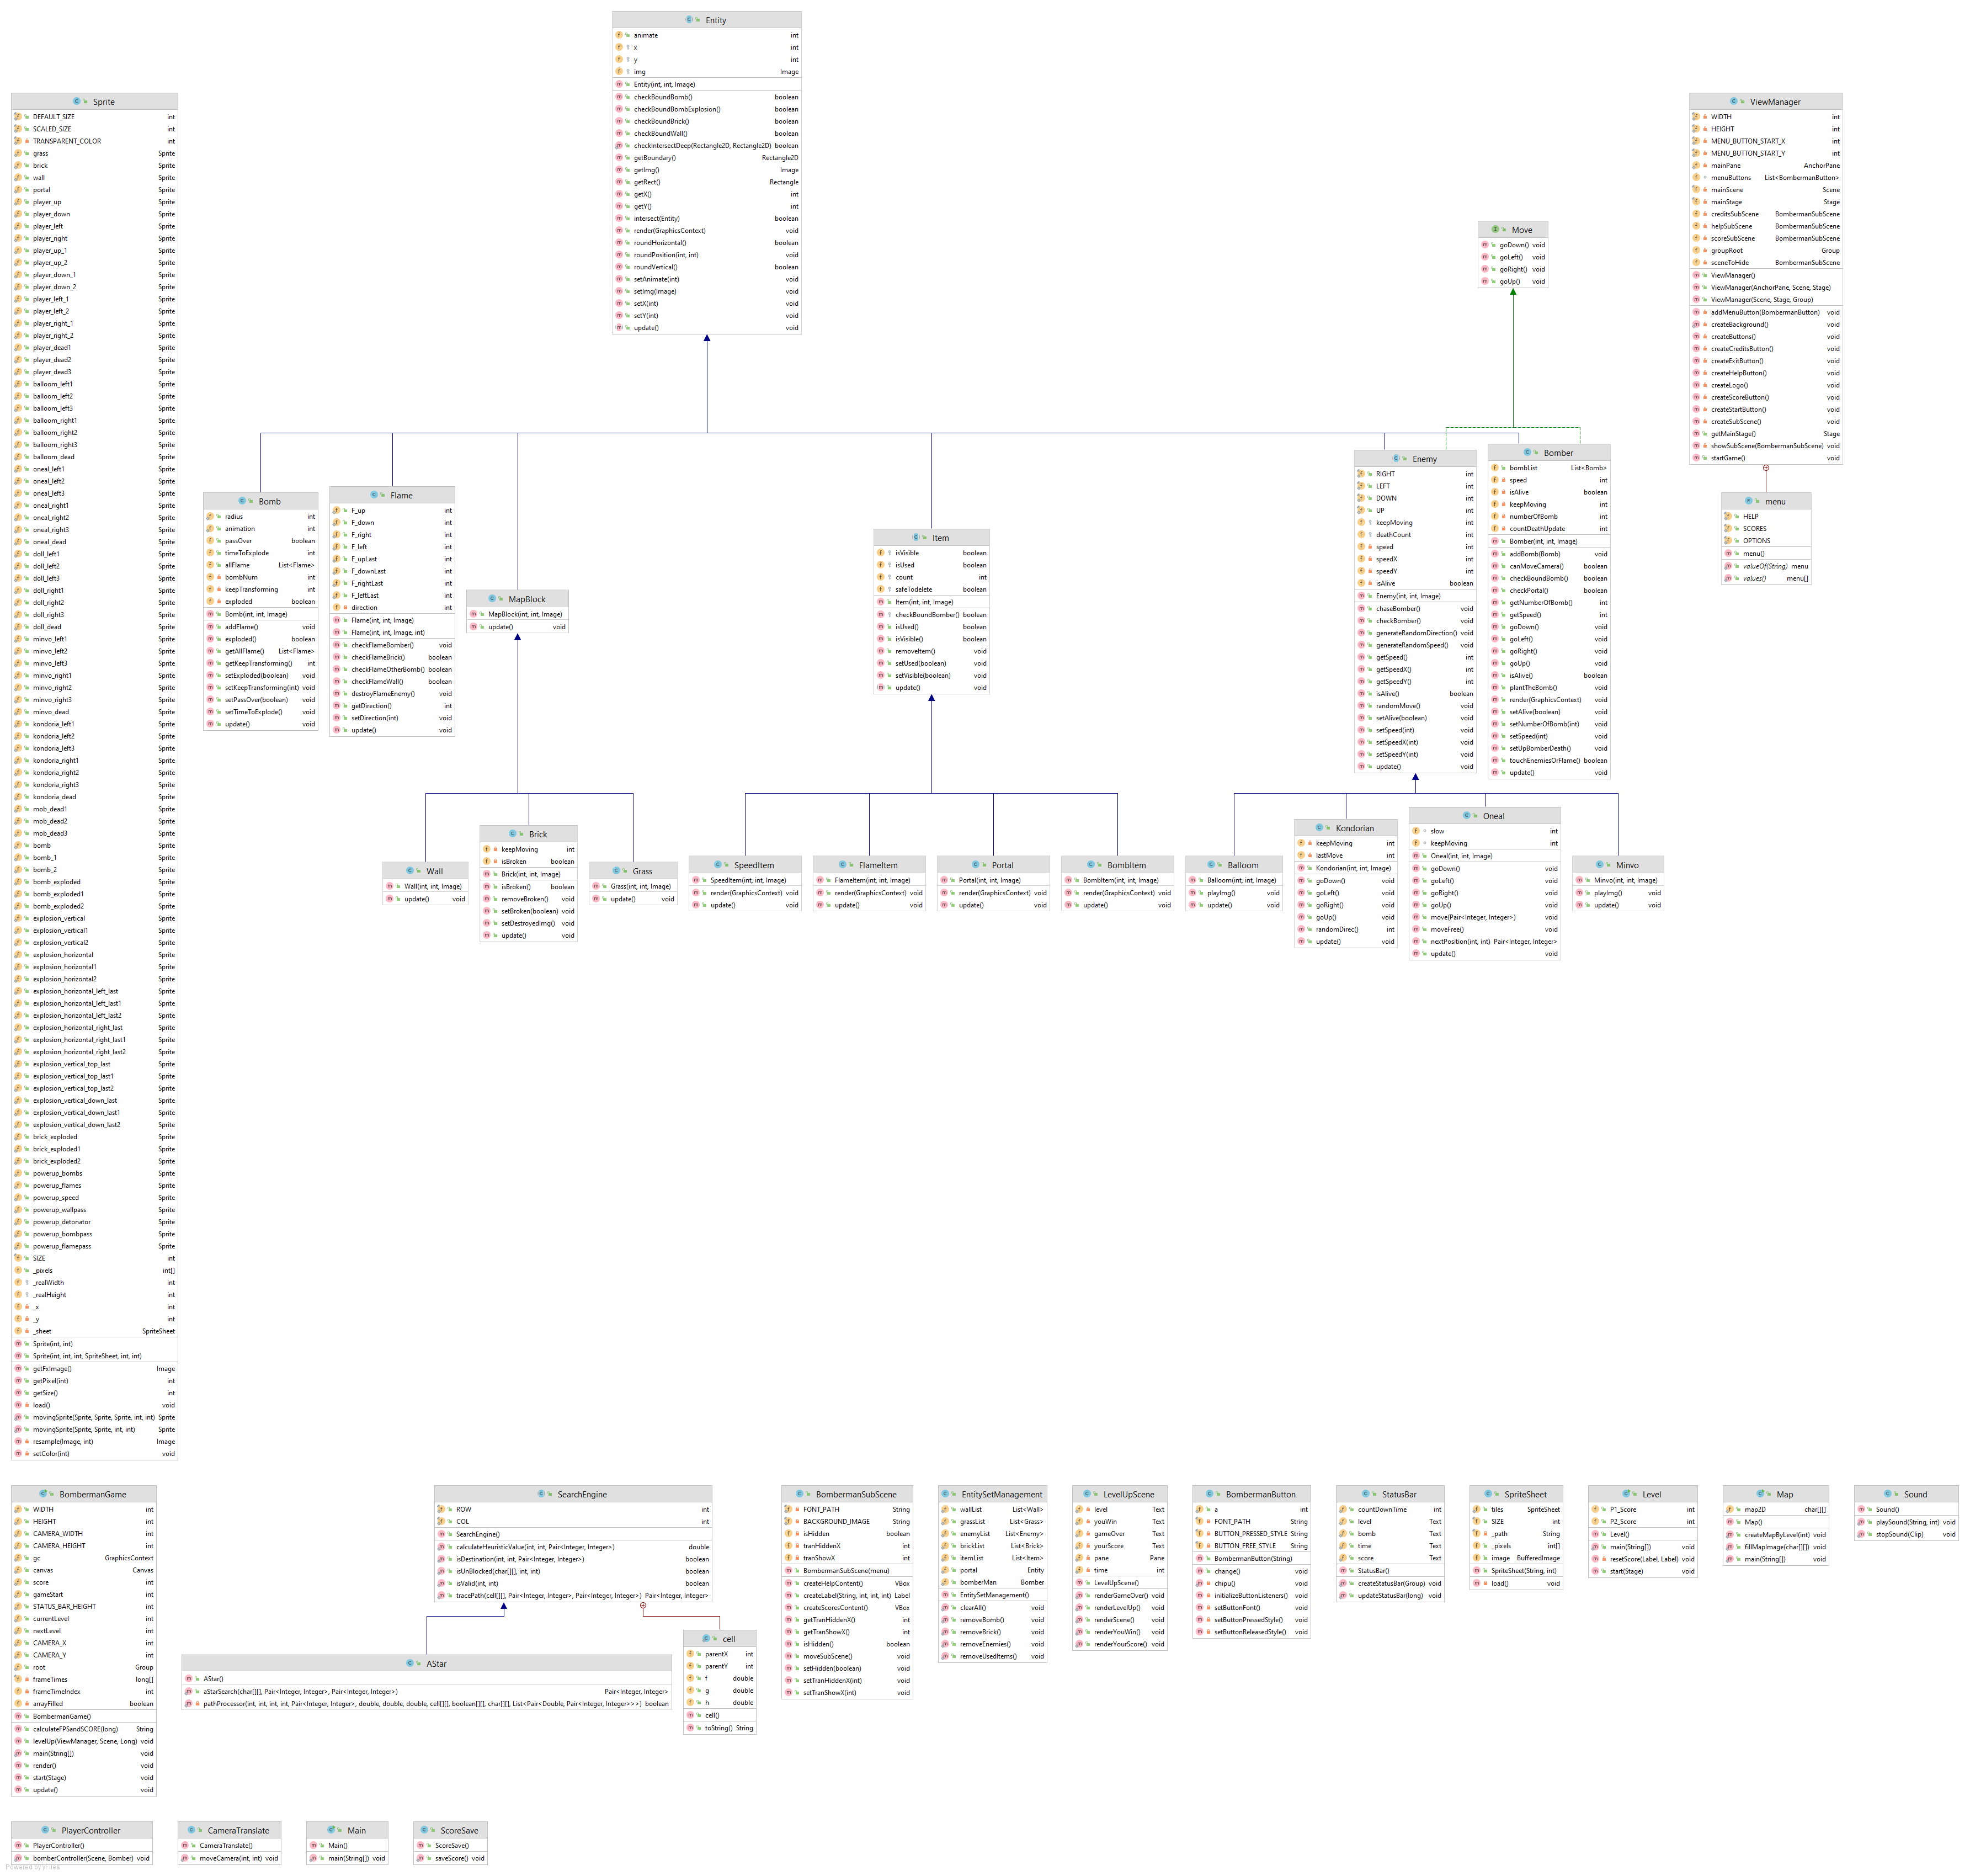 Entity
animate int
x int
y int
img Image
Entity(int, int, Image)
checkBoundBomb() boolean
checkBoundBombExplosion() boolean
checkBoundBrick() boolean
checkBoundWall() boolean
checkIntersectDeep(Rectangle2D, Rectangle2D) boolean
getBoundary() Rectangle2D
getImg() Image
getRect() Rectangle
getX() int
getY() int
intersect(Entity) boolean
render(GraphicsContext) void
roundHorizontal() boolean
roundPosition(int, int) void
roundVertical() boolean
setAnimate(int) void
setImg(Image) void
setX(int) void
setY(int) void
update() void
Sprite
DEFAULT_SIZE int
SCALED_SIZE int
TRANSPARENT_COLOR int
grass Sprite
brick Sprite
wall Sprite
portal Sprite
player_up Sprite
player_down Sprite
player_left Sprite
player_right Sprite
player_up_1 Sprite
player_up_2 Sprite
player_down_1 Sprite
player_down_2 Sprite
player_left_1 Sprite
player_left_2 Sprite
player_right_1 Sprite
player_right_2 Sprite
player_dead1 Sprite
player_dead2 Sprite
player_dead3 Sprite
balloom_left1 Sprite
balloom_left2 Sprite
balloom_left3 Sprite
balloom_right1 Sprite
balloom_right2 Sprite
balloom_right3 Sprite
balloom_dead Sprite
oneal_left1 Sprite
oneal_left2 Sprite
oneal_left3 Sprite
oneal_right1 Sprite
oneal_right2 Sprite
oneal_right3 Sprite
oneal_dead Sprite
doll_left1 Sprite
doll_left2 Sprite
doll_left3 Sprite
doll_right1 Sprite
doll_right2 Sprite
doll_right3 Sprite
doll_dead Sprite
minvo_left1 Sprite
minvo_left2 Sprite
minvo_left3 Sprite
minvo_right1 Sprite
minvo_right2 Sprite
minvo_right3 Sprite
minvo_dead Sprite
kondoria_left1 Sprite
kondoria_left2 Sprite
kondoria_left3 Sprite
kondoria_right1 Sprite
kondoria_right2 Sprite
kondoria_right3 Sprite
kondoria_dead Sprite
mob_dead1 Sprite
mob_dead2 Sprite
mob_dead3 Sprite
bomb Sprite
bomb_1 Sprite
bomb_2 Sprite
bomb_exploded Sprite
bomb_exploded1 Sprite
bomb_exploded2 Sprite
explosion_vertical Sprite
explosion_vertical1 Sprite
explosion_vertical2 Sprite
explosion_horizontal Sprite
explosion_horizontal1 Sprite
explosion_horizontal2 Sprite
explosion_horizontal_left_last Sprite
explosion_horizontal_left_last1 Sprite
explosion_horizontal_left_last2 Sprite
explosion_horizontal_right_last Sprite
explosion_horizontal_right_last1 Sprite
explosion_horizontal_right_last2 Sprite
explosion_vertical_top_last Sprite
explosion_vertical_top_last1 Sprite
explosion_vertical_top_last2 Sprite
explosion_vertical_down_last Sprite
explosion_vertical_down_last1 Sprite
explosion_vertical_down_last2 Sprite
brick_exploded Sprite
brick_exploded1 Sprite
brick_exploded2 Sprite
powerup_bombs Sprite
powerup_flames Sprite
powerup_speed Sprite
powerup_wallpass Sprite
powerup_detonator Sprite
powerup_bombpass Sprite
powerup_flamepass Sprite
SIZE int
_pixels int[]
_realWidth int
_realHeight int
_x int
_y int
_sheet SpriteSheet
Sprite(int, int)
Sprite(int, int, int, SpriteSheet, int, int)
getFxImage() Image
getPixel(int) int
getSize() int
load() void
movingSprite(Sprite, Sprite, Sprite, int, int) Sprite
movingSprite(Sprite, Sprite, int, int) Sprite
resample(Image, int) Image
setColor(int) void
ViewManager
WIDTH int
HEIGHT int
MENU_BUTTON_START_X int
MENU_BUTTON_START_Y int
mainPane AnchorPane
menuButtons List<BombermanButton>
mainScene Scene
mainStage Stage
creditsSubScene BombermanSubScene
helpSubScene BombermanSubScene
scoreSubScene BombermanSubScene
groupRoot Group
sceneToHide BombermanSubScene
ViewManager()
ViewManager(AnchorPane, Scene, Stage)
ViewManager(Scene, Stage, Group)
addMenuButton(BombermanButton) void
createBackground() void
createButtons() void
createCreditsButton() void
createExitButton() void
createHelpButton() void
createLogo() void
createScoreButton() void
createStartButton() void
createSubScene() void
getMainStage() Stage
showSubScene(BombermanSubScene) void
startGame() void
Move
goDown() void
goLeft() void
goRight() void
goUp() void
menu
HELP
SCORES
OPTIONS
menu()
valueOf(String) menu
values() menu[]
Bomb
radius int
animation int
passOver boolean
timeToExplode int
allFlame List<Flame>
bombNum int
keepTransforming int
exploded boolean
Bomb(int, int, Image)
addFlame() void
exploded() boolean
getAllFlame() List<Flame>
getKeepTransforming() int
setExploded(boolean) void
setKeepTransforming(int) void
setPassOver(boolean) void
setTimeToExplode() void
update() void
Flame
F_up int
F_down int
F_right int
F_left int
F_upLast int
F_downLast int
F_rightLast int
F_leftLast int
direction int
Flame(int, int, Image)
Flame(int, int, Image, int)
checkFlameBomber() void
checkFlameBrick() boolean
checkFlameOtherBomb() boolean
checkFlameWall() boolean
destroyFlameEnemy() void
getDirection() int
setDirection(int) void
update() void
MapBlock
MapBlock(int, int, Image)
update() void
Item
isVisible boolean
isUsed boolean
count int
safeTodelete boolean
Item(int, int, Image)
checkBoundBomber() boolean
isUsed() boolean
isVisible() boolean
removeItem() void
setUsed(boolean) void
setVisible(boolean) void
update() void
Enemy
RIGHT int
LEFT int
DOWN int
UP int
keepMoving int
deathCount int
speed int
speedX int
speedY int
isAlive boolean
Enemy(int, int, Image)
chaseBomber() void
checkBomber() void
generateRandomDirection() void
generateRandomSpeed() void
getSpeed() int
getSpeedX() int
getSpeedY() int
isAlive() boolean
randomMove() void
setAlive(boolean) void
setSpeed(int) void
setSpeedX(int) void
setSpeedY(int) void
update() void
Bomber
bombList List<Bomb>
speed int
isAlive boolean
keepMoving int
numberOfBomb int
countDeathUpdate int
Bomber(int, int, Image)
addBomb(Bomb) void
canMoveCamera() boolean
checkBoundBomb() boolean
checkPortal() boolean
getNumberOfBomb() int
getSpeed() int
goDown() void
goLeft() void
goRight() void
goUp() void
isAlive() boolean
plantTheBomb() void
render(GraphicsContext) void
setAlive(boolean) void
setNumberOfBomb(int) void
setSpeed(int) void
setUpBomberDeath() void
touchEnemiesOrFlame() boolean
update() void
Wall
Wall(int, int, Image)
update() void
Brick
keepMoving int
isBroken boolean
Brick(int, int, Image)
isBroken() boolean
removeBroken() void
setBroken(boolean) void
setDestroyedImg() void
update() void
Grass
Grass(int, int, Image)
update() void
SpeedItem
SpeedItem(int, int, Image)
render(GraphicsContext) void
update() void
FlameItem
FlameItem(int, int, Image)
render(GraphicsContext) void
update() void
Portal
Portal(int, int, Image)
render(GraphicsContext) void
update() void
BombItem
BombItem(int, int, Image)
render(GraphicsContext) void
update() void
Balloom
Balloom(int, int, Image)
playImg() void
update() void
Kondorian
keepMoving int
lastMove int
Kondorian(int, int, Image)
goDown() void
goLeft() void
goRight() void
goUp() void
randomDirec() int
update() void
Oneal
slow int
keepMoving int
Oneal(int, int, Image)
goDown() void
goLeft() void
goRight() void
goUp() void
move(Pair<Integer, Integer>) void
moveFree() void
nextPosition(int, int) Pair<Integer, Integer>
update() void
Minvo
Minvo(int, int, Image)
playImg() void
update() void
BombermanGame
WIDTH int
HEIGHT int
CAMERA_WIDTH int
CAMERA_HEIGHT int
gc GraphicsContext
canvas Canvas
score int
gameStart int
STATUS_BAR_HEIGHT int
currentLevel int
nextLevel int
CAMERA_X int
CAMERA_Y int
root Group
frameTimes long[]
frameTimeIndex int
arrayFilled boolean
BombermanGame()
calculateFPSandSCORE(long) String
levelUp(ViewManager, Scene, Long) void
main(String[]) void
render() void
start(Stage) void
update() void
SearchEngine
ROW int
COL int
SearchEngine()
calculateHeuristicValue(int, int, Pair<Integer, Integer>) double
isDestination(int, int, Pair<Integer, Integer>) boolean
isUnBlocked(char[][], int, int) boolean
isValid(int, int) boolean
tracePath(cell[][], Pair<Integer, Integer>, Pair<Integer, Integer>) Pair<Integer, Integer>
AStar
AStar()
aStarSearch(char[][], Pair<Integer, Integer>, Pair<Integer, Integer>) Pair<Integer, Integer>
pathProcessor(int, int, int, int, Pair<Integer, Integer>, double, double, double, cell[][], boolean[][], char[][], List<Pair<Double, Pair<Integer, Integer>>>) boolean
cell
parentX int
parentY int
f double
g double
h double
cell()
toString() String
BombermanSubScene
FONT_PATH String
BACKGROUND_IMAGE String
isHidden boolean
tranHiddenX int
tranShowX int
BombermanSubScene(menu)
createHelpContent() VBox
createLabel(String, int, int, int) Label
createScoresContent() VBox
getTranHiddenX() int
getTranShowX() int
isHidden() boolean
moveSubScene() void
setHidden(boolean) void
setTranHiddenX(int) void
setTranShowX(int) void
EntitySetManagement
wallList List<Wall>
grassList List<Grass>
enemyList List<Enemy>
brickList List<Brick>
itemList List<Item>
portal Entity
bomberMan Bomber
EntitySetManagement()
clearAll() void
removeBomb() void
removeBrick() void
removeEnemies() void
removeUsedItems() void
LevelUpScene
level Text
youWin Text
gameOver Text
yourScore Text
pane Pane
time int
LevelUpScene()
renderGameOver() void
renderLevelUp() void
renderScene() void
renderYouWin() void
renderYourScore() void
BombermanButton
a int
FONT_PATH String
BUTTON_PRESSED_STYLE String
BUTTON_FREE_STYLE String
BombermanButton(String)
change() void
chipu() void
initializeButtonListeners() void
setButtonFont() void
setButtonPressedStyle() void
setButtonReleasedStyle() void
StatusBar
countDownTime int
level Text
bomb Text
time Text
score Text
StatusBar()
createStatusBar(Group) void
updateStatusBar(long) void
SpriteSheet
tiles SpriteSheet
SIZE int
_path String
_pixels int[]
image BufferedImage
SpriteSheet(String, int)
load() void
Level
P1_Score int
P2_Score int
Level()
main(String[]) void
resetScore(Label, Label) void
start(Stage) void
Map
map2D char[][]
Map()
createMapByLevel(int) void
fillMapImage(char[][]) void
main(String[]) void
Sound
Sound()
playSound(String, int) void
stopSound(Clip) void
PlayerController
PlayerController()
bomberController(Scene, Bomber) void
CameraTranslate
CameraTranslate()
moveCamera(int, int) void
Main
Main()
main(String[]) void
ScoreSave
ScoreSave()
saveScore() void
Powered by yFiles